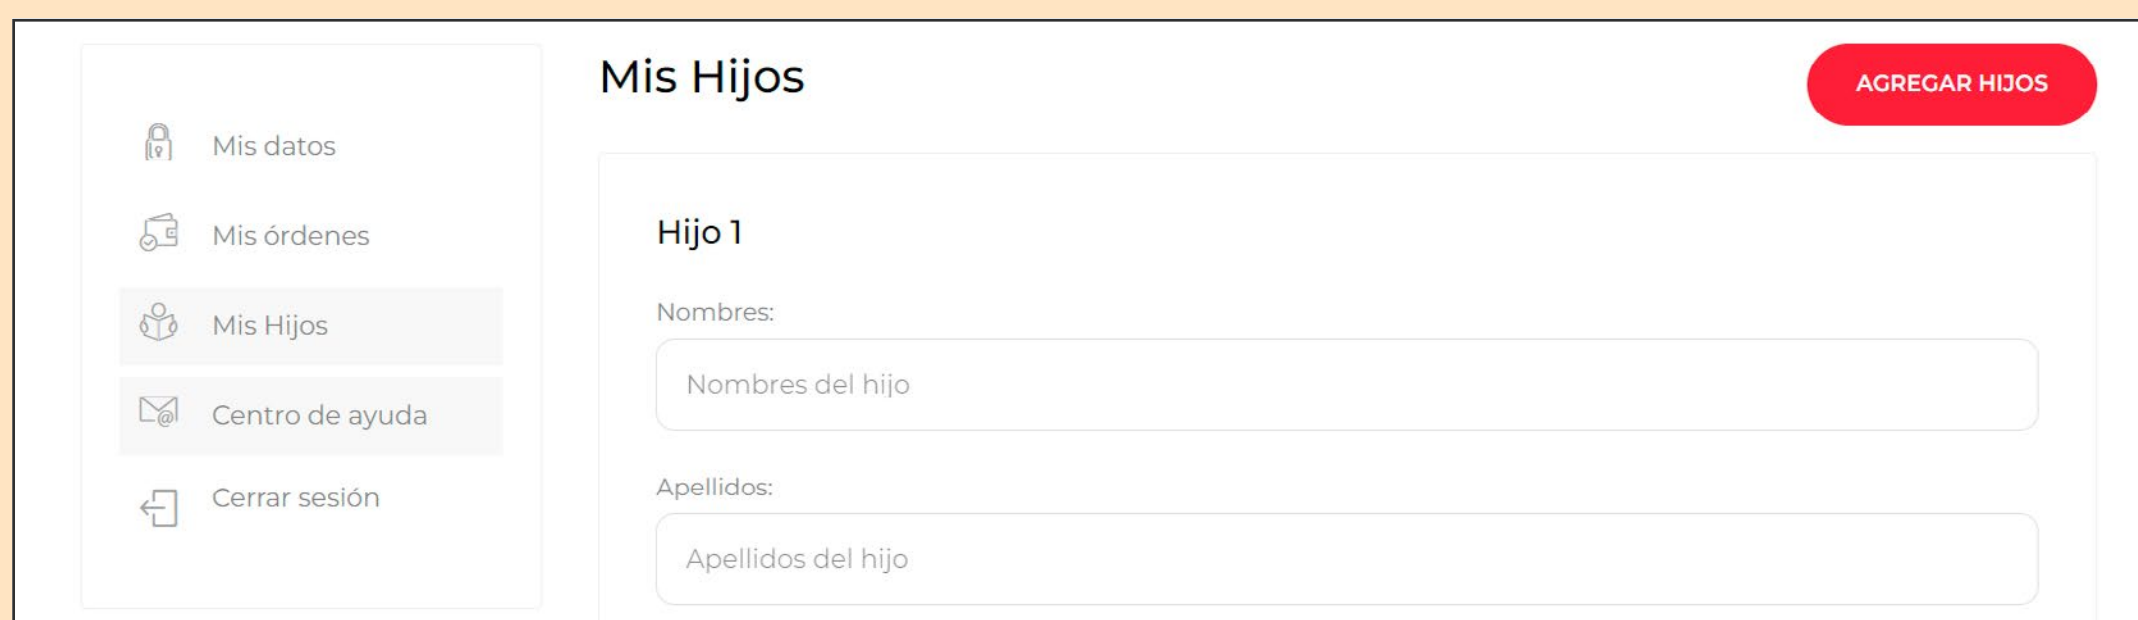 Mis datos
Mis órdenes
Mis Hijos
Centro de ayuda
Cerrar sesión
Mis Hijos
AGREGAR HIJOS
Hijo 1
Nombres:
Nombres del hijo
Apellidos:
Apellidos del hijo